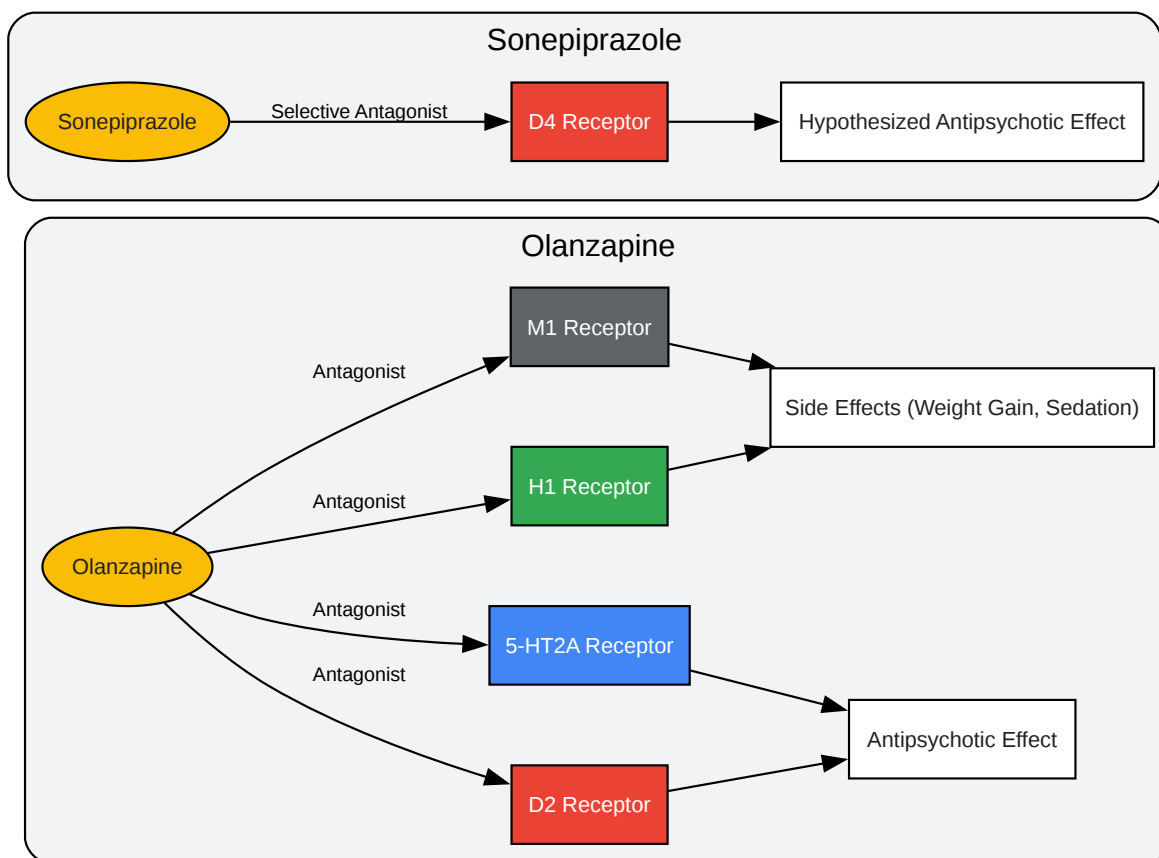 Sonepiprazole
Sonepiprazole
Selective Antagonist
D4 Receptor
Hypothesized Antipsychotic Effect
Olanzapine
M1 Receptor
Antagonist
Side Effects (Weight Gain, Sedation)
H1 Receptor
Antagonist
Olanzapine
Antagonist
5-HT2A Receptor
Antagonist
Antipsychotic Effect
D2 Receptor